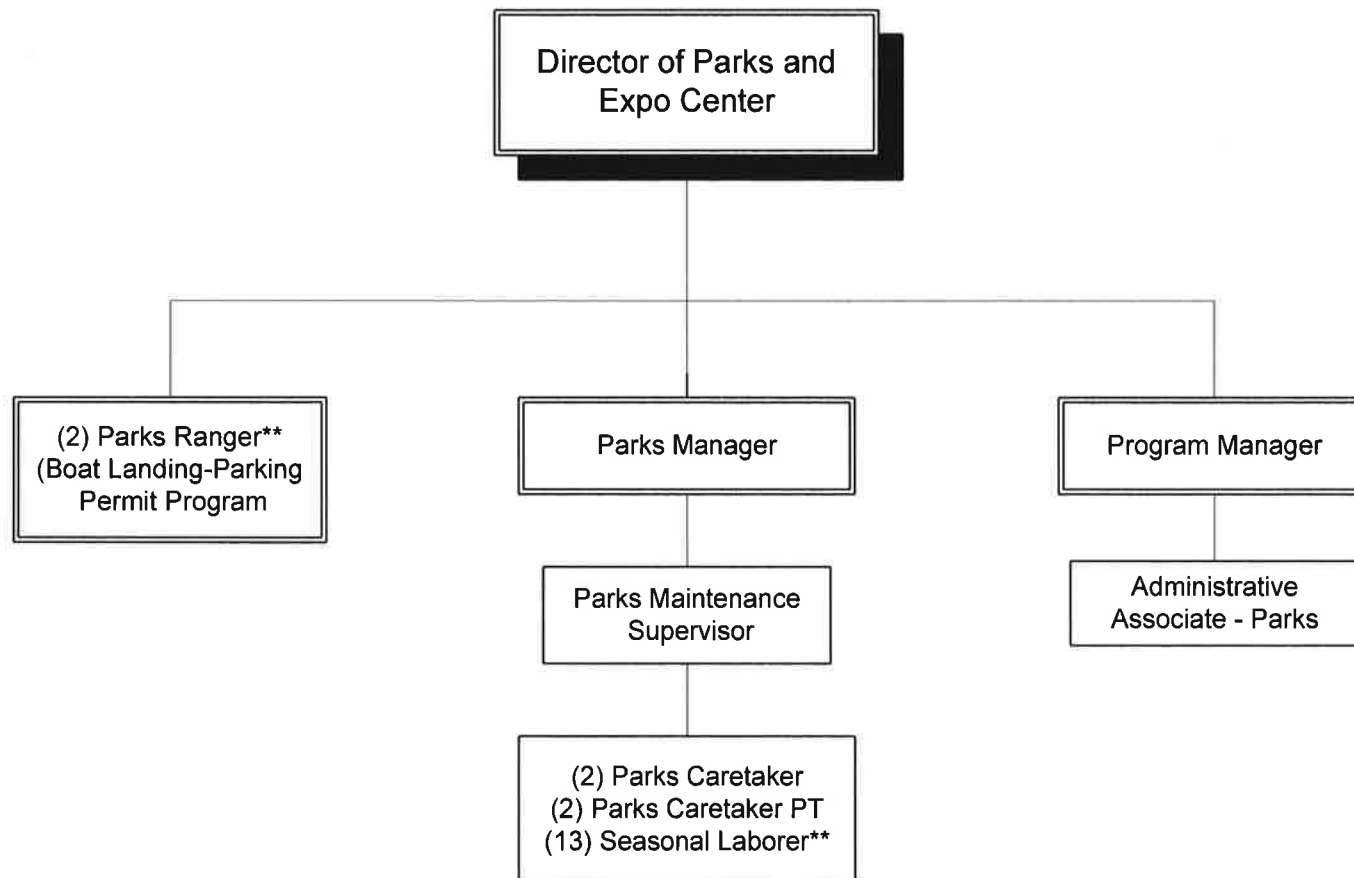 Director of Parks and
Expo Center
(2) Parks Ranger**
(Boat Landing-Parking
Permit Program
Parks Manager
Program Manager
Parks Maintenance
Supervisor
Administrative
Associate - Parks
(2) Parks Caretaker
(2) Parks Caretaker PT
(13) Seasonal Laborer**